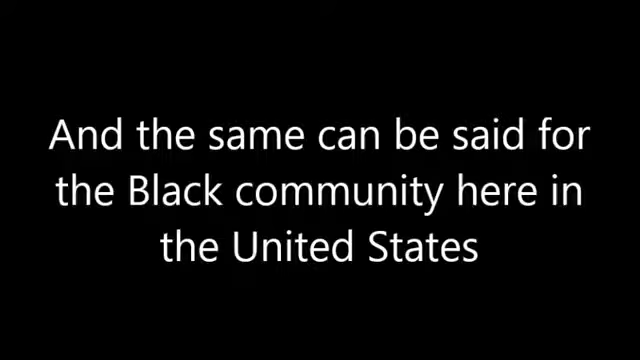 And the same can be said for
the Black community here in
the United States